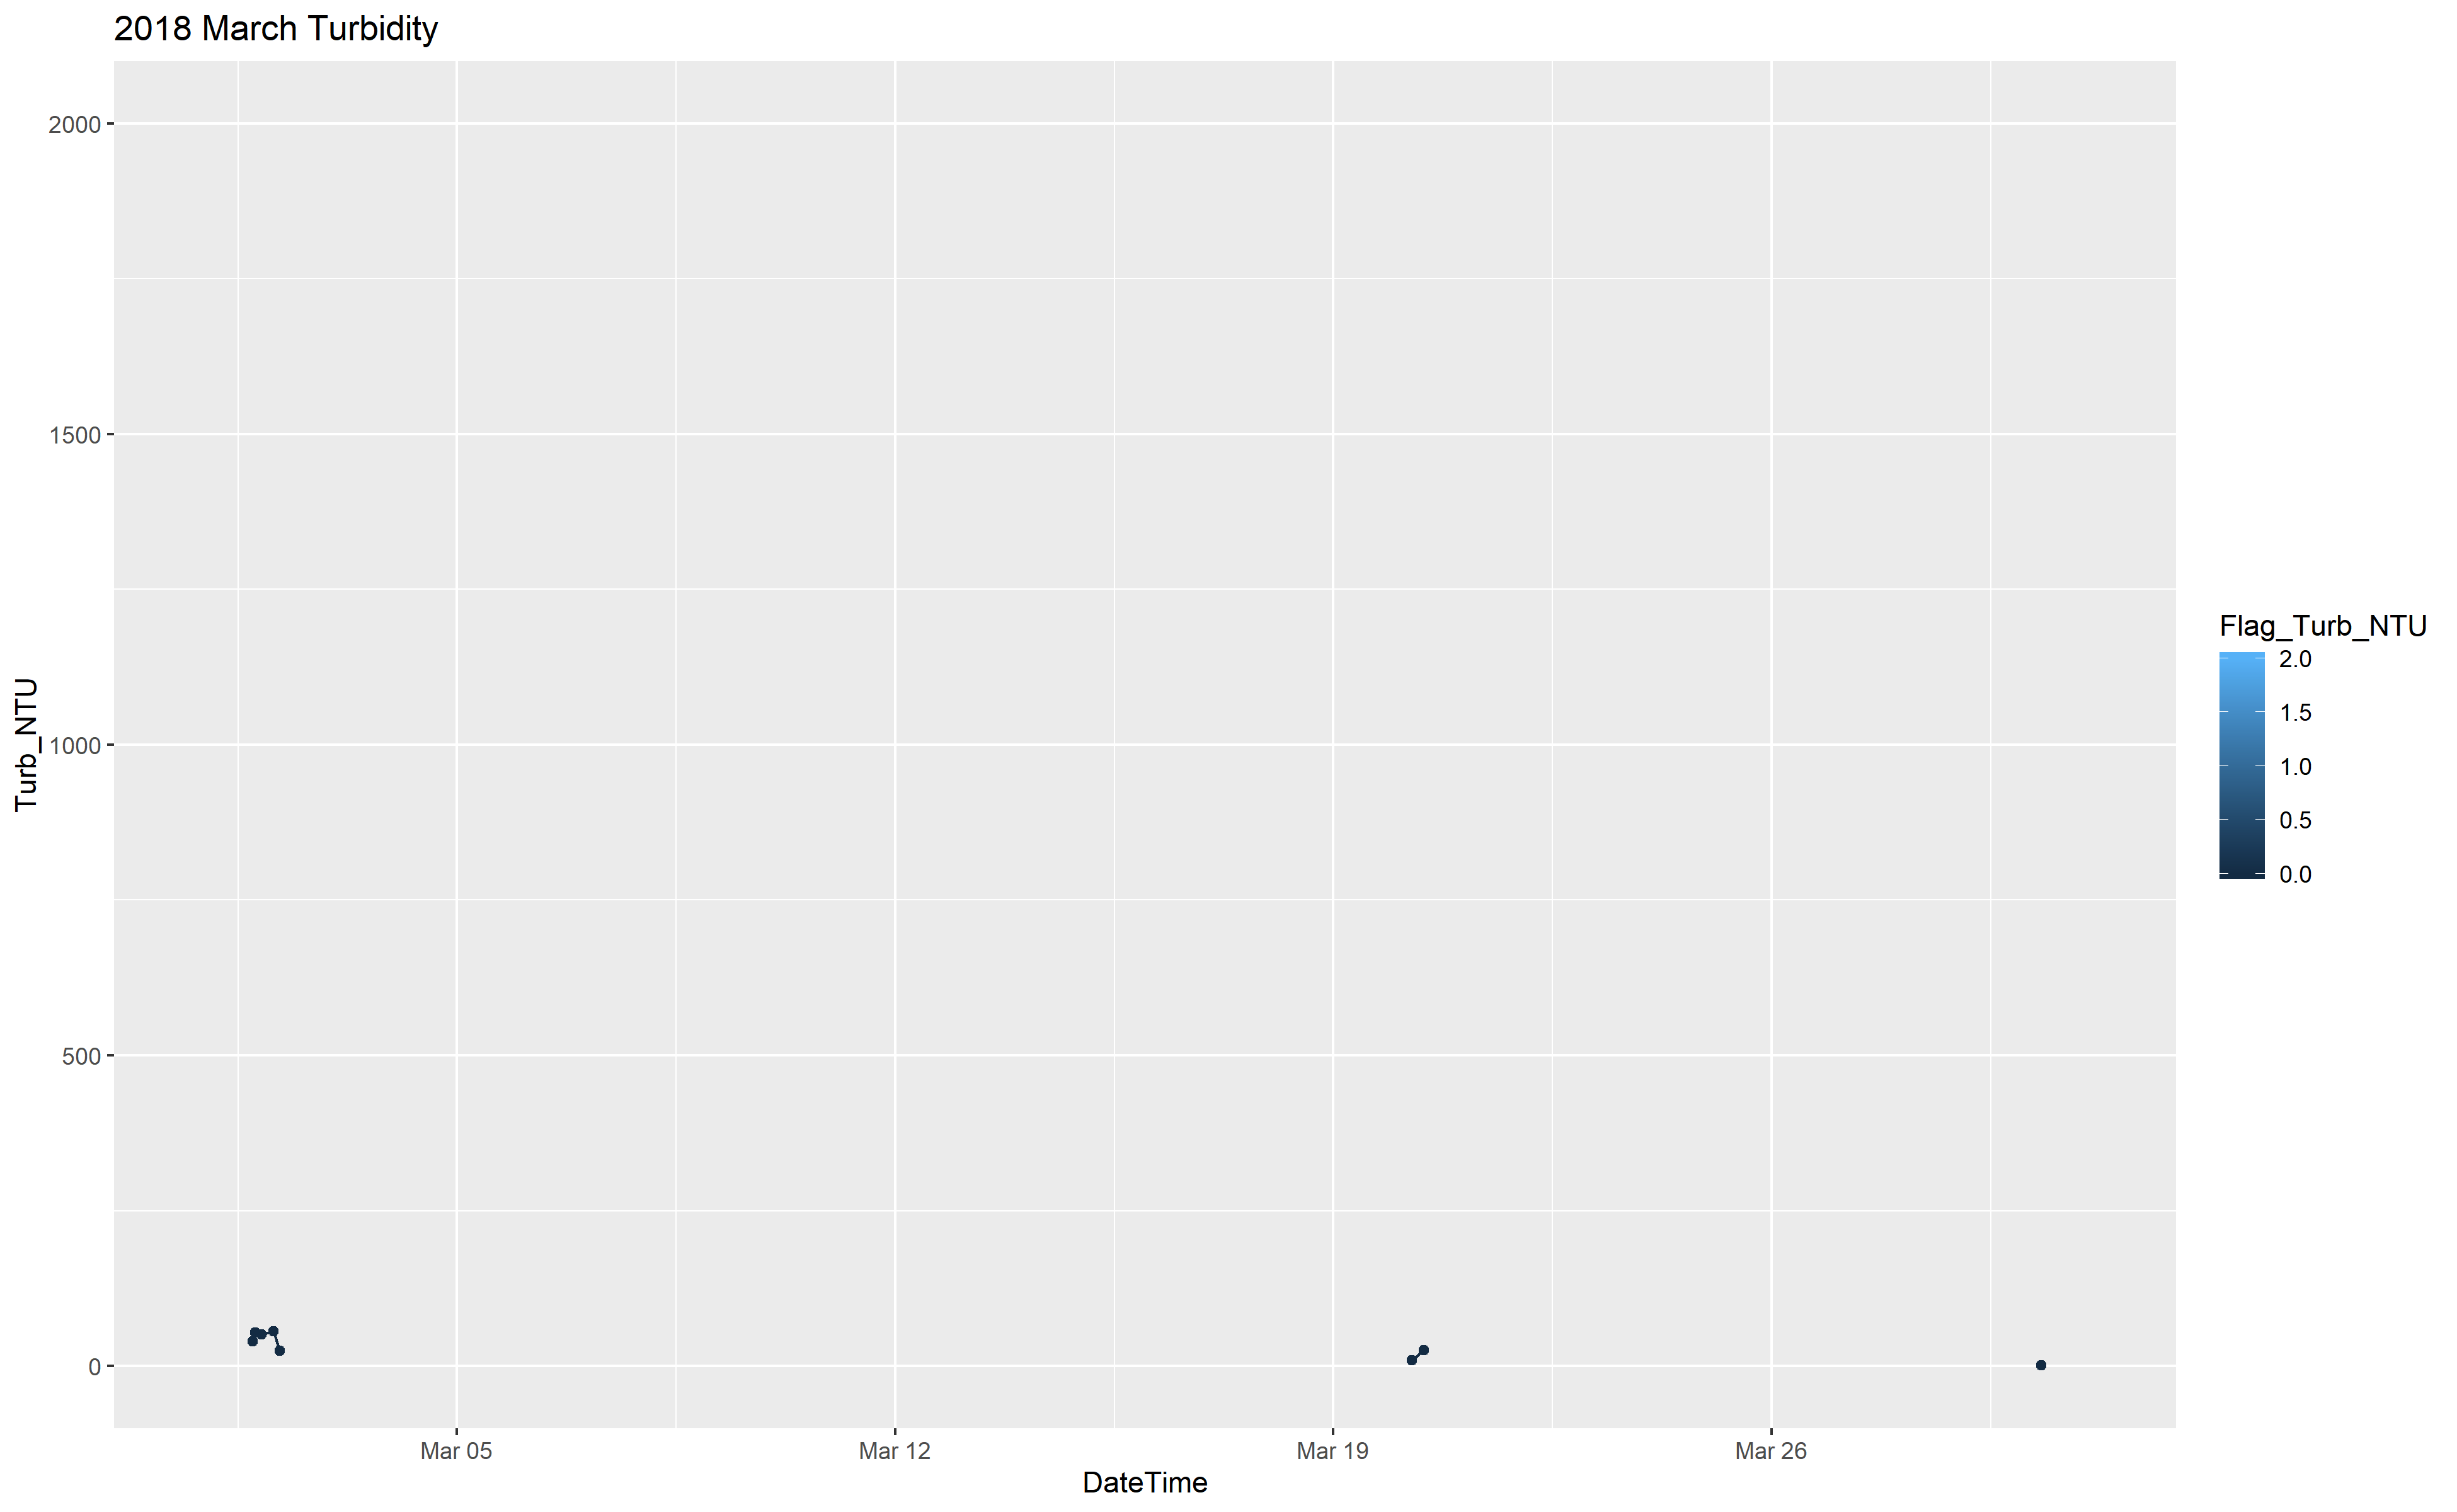 2018 March Turbidity
2000
1500
1000
500
0
Turb_NTU
Mar 05
Mar 12
Mar 19
Mar 26
DateTime
Flag_Turb_NTU
2.0
1.5
1.0
0.5
0.0